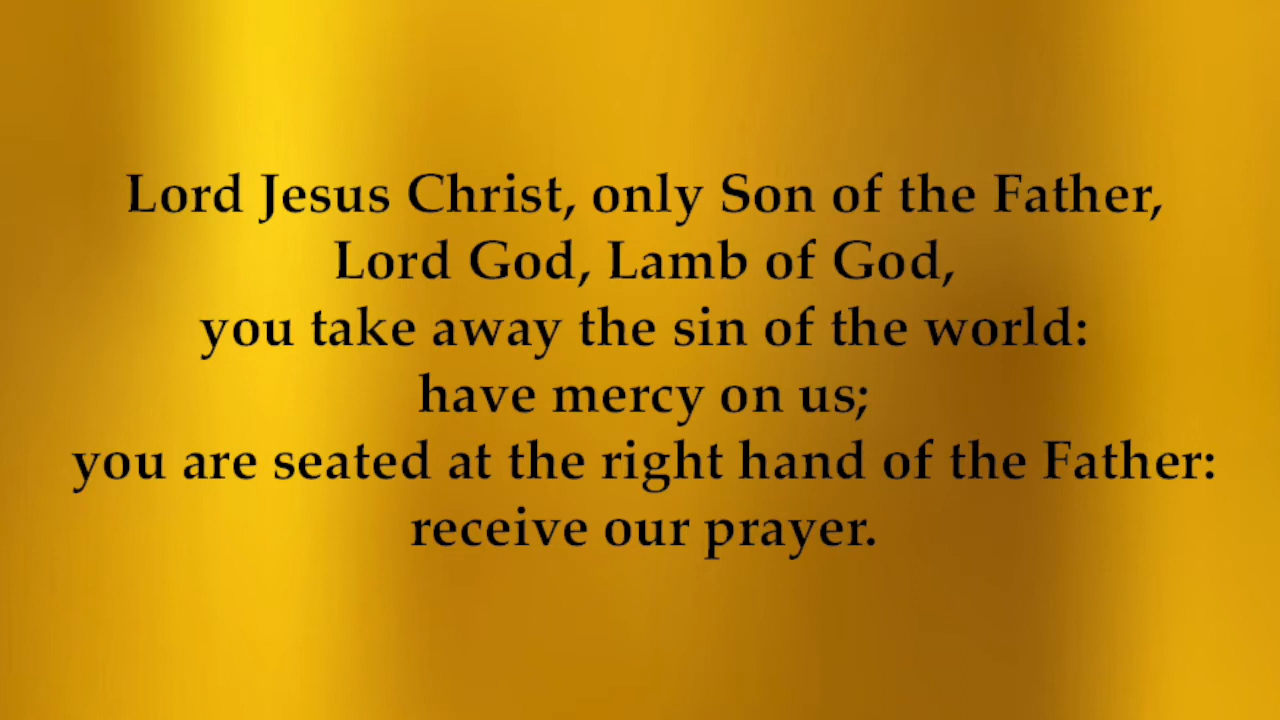 Lord Jesus Christ, only Son of the Father,
Lord God, Lamb of God,
you take away the sin of the world:
have mercy on us;
you are seated at the right hand of the Father:
receive our prayer.